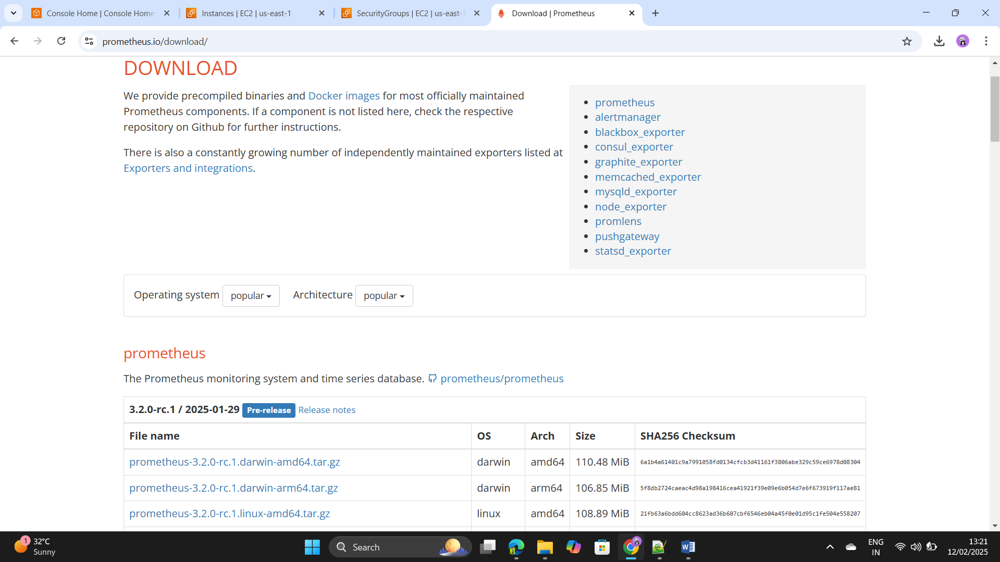 Console Home | Console Home
Instances | EC2 | us-east-1
SecurityGroups | EC2 | us-east-1
Download | Prometheus
prometheus.io/download/
DOWNLOAD
We provide precompiled binaries and Docker images for most officially maintained
Prometheus components. If a component is not listed here, check the respective
repository on Github for further instructions.
There is also a constantly growing number of independently maintained exporters listed at
Exporters and integrations.
prometheus
alertmanager
blackbox_exporter
consul_exporter
graphite_exporter
memcached_exporter
mysqld_exporter
node_exporter
promlens
pushgateway
statsd_exporter
Operating system popular Architecture popular
prometheus
The Prometheus monitoring system and time series database. prometheus/prometheus
3.2.0-rc.1 / 2025-01-29 Pre-release Release notes
File name OS Arch Size SHA256 Checksum
prometheus-3.2.0-rc.1.darwin-amd64.tar.gz darwin amd64 110.48 MiB 6a1b4a61401c9a7991058fd0134cfcb3d41161f3806abe329c59ce6978d08304
prometheus-3.2.0-rc.1.darwin-arm64.tar.gz darwin arm64 106.85 MiB 5f8db2724caeac4d98a198416cea41921f39e09e6b054d7e6f673919f117ae81
prometheus-3.2.0-rc.1.linux-amd64.tar.gz linux amd64 108.89 MiB 21fb63a6bdd604cc8623ad36b607cbf6546eb04a45f0e01d95c1fe504e558207
1
32°C
Sunny
Search
ENG
IN
13:21
12/02/2025